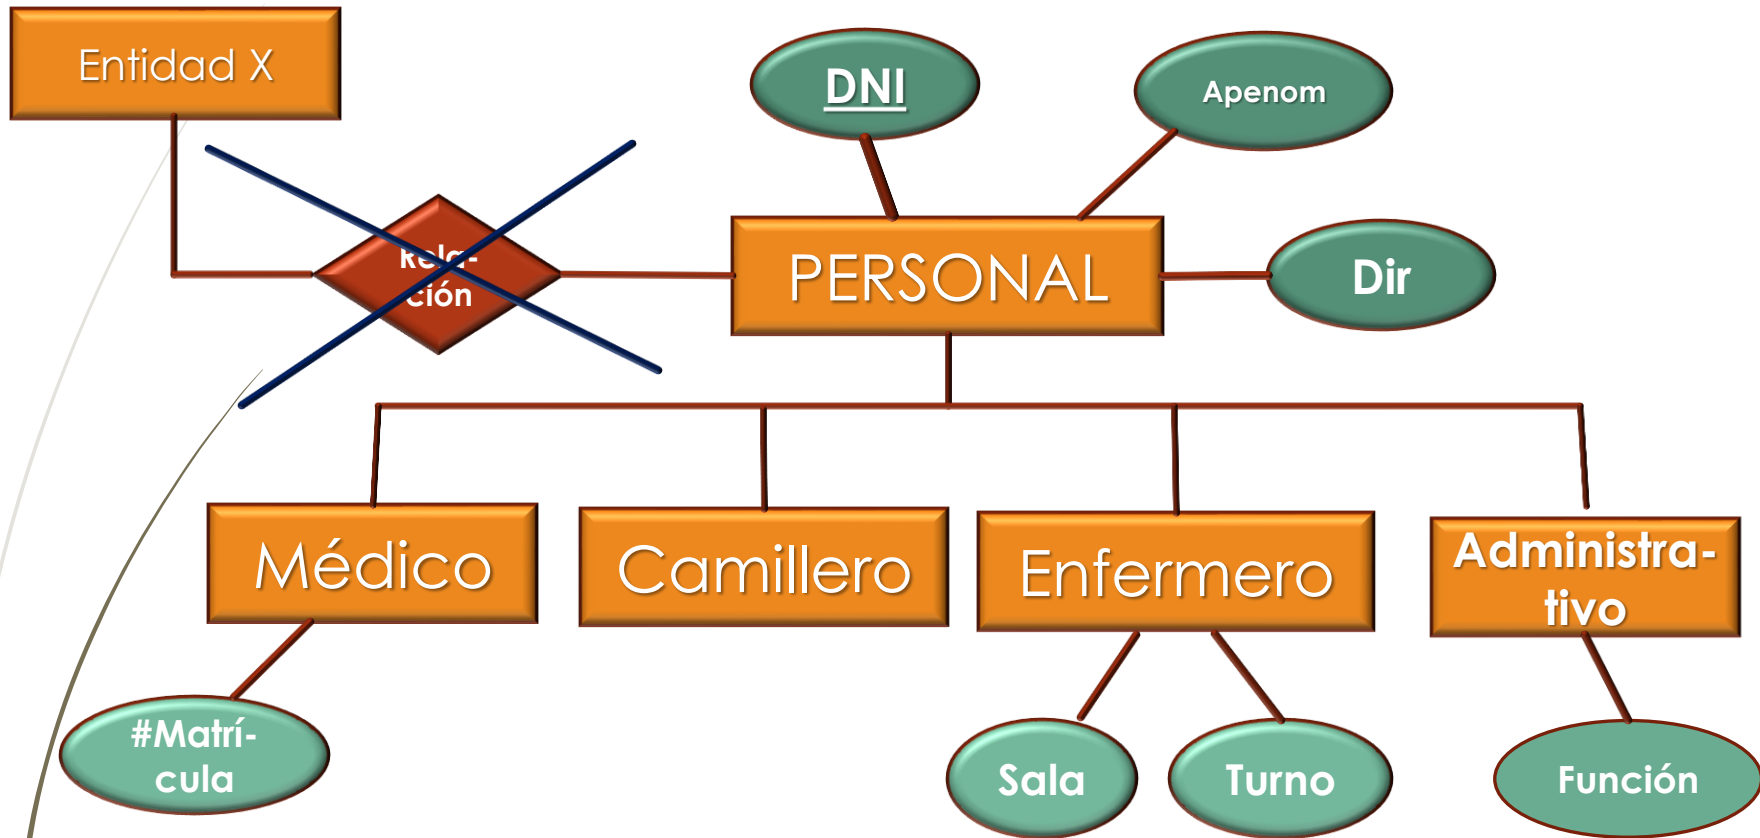 Entidad X
DNI
Apenom
Rela-
ción
PERSONAL
Dir
Médico
Camillero
Enfermero
Administra-
tivo
#Matrí-
cula
Sala
Turno
Función